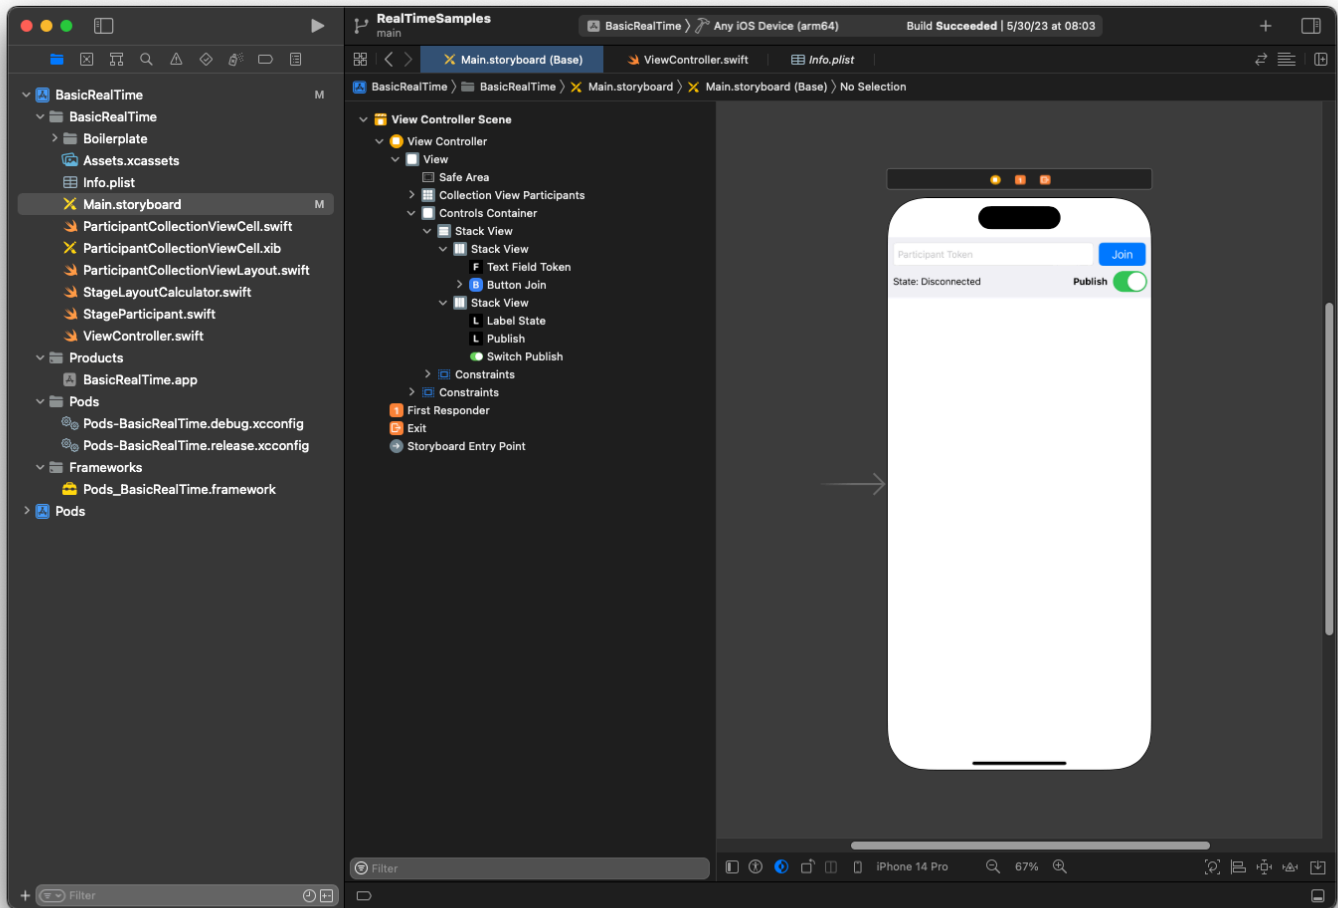 RealTimeSamples
main
BasicRealTime
Any iOS Device (arm64)
Build Succeeded | 5/30/23 at 08:03
Main.storyboard (Base)
ViewController.swift
Info.plist
BasicRealTime
BasicRealTime
Main.storyboard
Main.storyboard (Base)
No Selection
BasicRealTime M
BasicRealTime
Boilerplate
Assets.xcassets
Info.plist
Main.storyboard M
ParticipantCollectionViewCell.swift
ParticipantCollectionViewCell.xib
ParticipantCollectionViewLayout.swift
StageLayoutCalculator.swift
StageParticipant.swift
ViewController.swift
Products
BasicRealTime.app
Pods
Pods-BasicRealTime.debug.xcconfig
Pods-BasicRealTime.release.xcconfig
Frameworks
Pods_BasicRealTime.framework
Pods
Filter
View Controller Scene
View Controller
View
Safe Area
Collection View Participants
Controls Container
Stack View
Stack View
F Text Field Token
B Button Join
Stack View
L Label State
L Publish
Switch Publish
Constraints
Constraints
1 First Responder
Exit
Storyboard Entry Point
Filter
Participant Token
Join
State: Disconnected
Publish
iPhone 14 Pro
67%